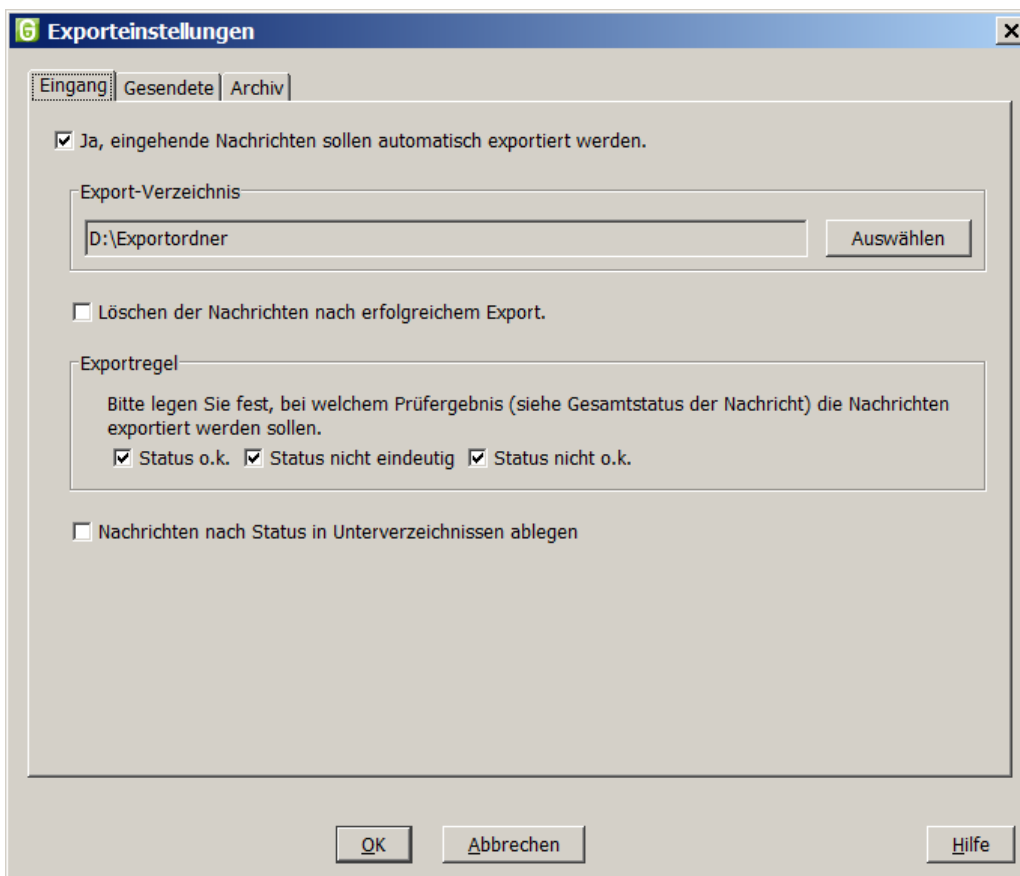 Exporteinstellungen
Eingang Gesendete Archiv
Ja, eingehende Nachrichten sollen automatisch exportiert werden.
Export-Verzeichnis
D:\Exportordner Auswählen
Löschen der Nachrichten nach erfolgreichem Export.
Exportregel
Bitte legen Sie fest, bei welchem Prüfergebnis (siehe Gesamtstatus der Nachricht) die Nachrichten
exportiert werden sollen.
Status o.k. Status nicht eindeutig Status nicht o.k.
Nachrichten nach Status in Unterverzeichnissen ablegen
OK Abbrechen Hilfe